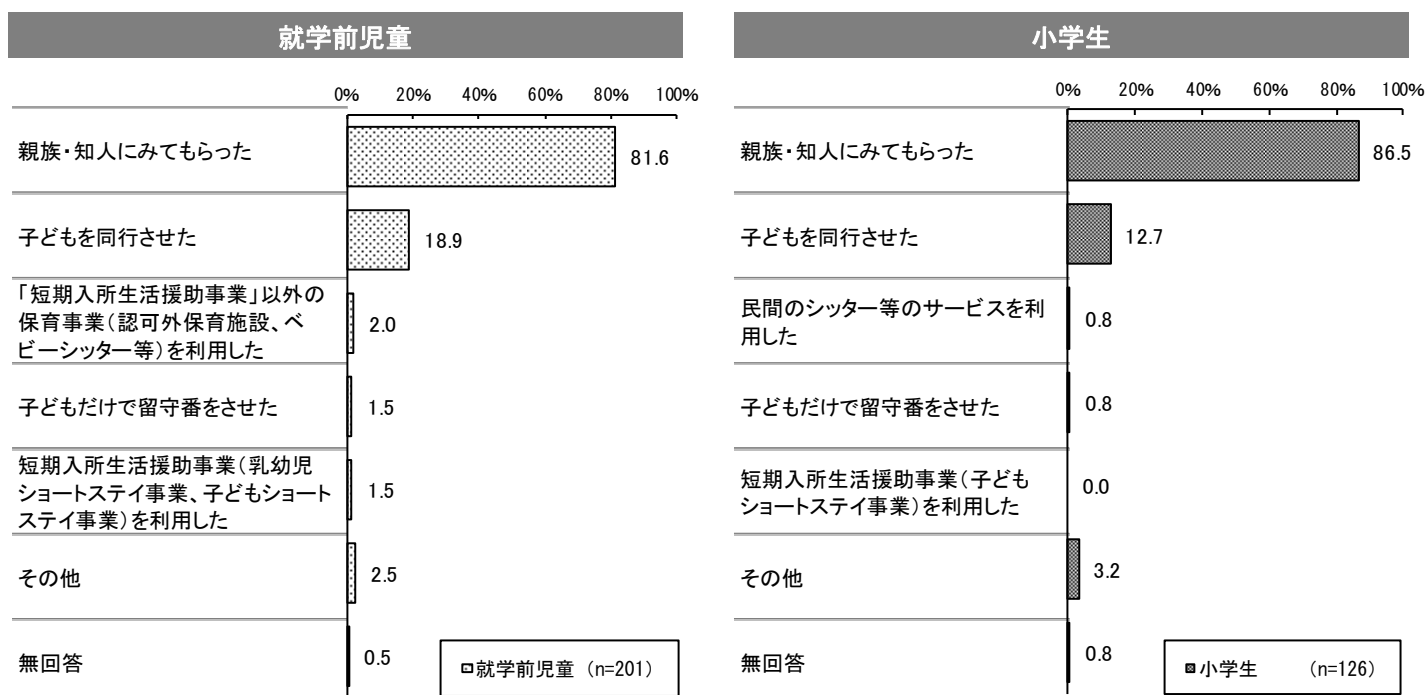 就学前児童
0% 20% 40% 60% 80% 100%
親族・知人にみてもらった 81.6
子どもを同行させた 18.9
「短期入所生活援助事業」以外の
保育事業(認可外保育施設、ベ
ビーシッター等)を利用した 2.0
子どもだけで留守番をさせた 1.5
短期入所生活援助事業(乳幼児
ショートステイ事業、子どもショート
ステイ事業)を利用した 1.5
その他 2.5
無回答 0.5
就学前児童 (n=201)
小学生
0% 20% 40% 60% 80% 100%
親族・知人にみてもらった 86.5
子どもを同行させた 12.7
民間のシッター等のサービスを利
用した 0.8
子どもだけで留守番をさせた 0.8
短期入所生活援助事業(子ども
ショートステイ事業)を利用した 0.0
その他 3.2
無回答 0.8
小学生 (n=126)